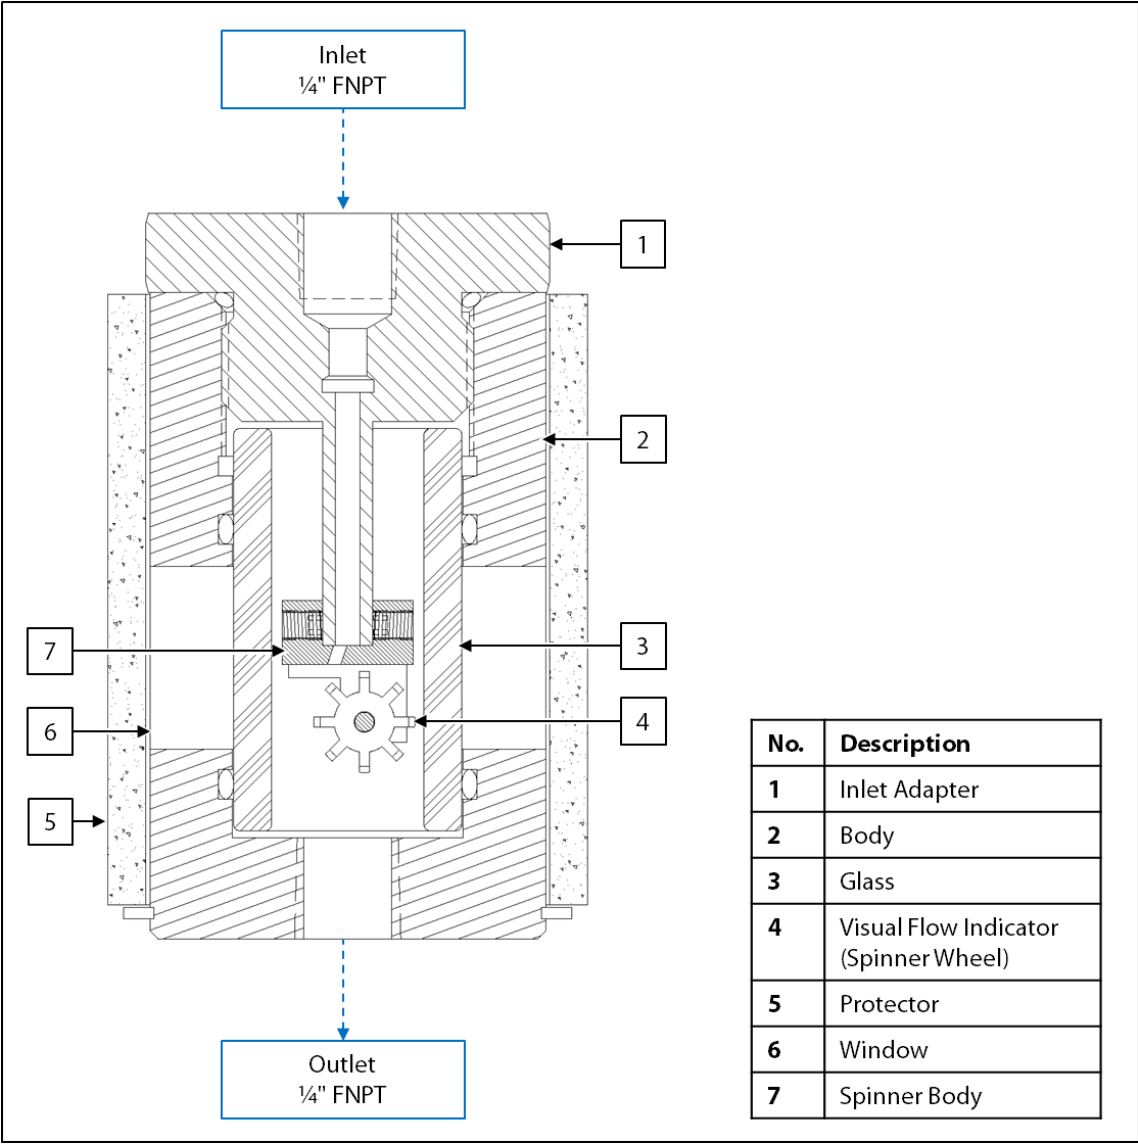 Inlet
¼" FNPT
1
2
3
7
4
6
5
No. Description
1 Inlet Adapter
2 Body
3 Glass
4 Visual Flow Indicator
(Spinner Wheel)
5 Protector
6 Window
7 Spinner Body
Outlet
¼" FNPT